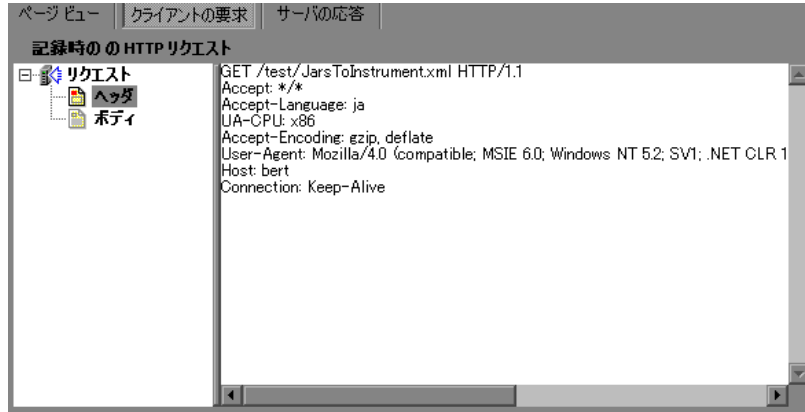 ページ ビュー クライアントの要求 サーバの応答
記録時の の HTTP リクエスト
リクエスト
ヘッダ
ボディ
GET /test/JarsToInstrument.xml HTTP/1.1
Accept: */*
Accept-Language: ja
UA-CPU: x86
Accept-Encoding: gzip, deflate
User-Agent: Mozilla/4.0 (compatible; MSIE 6.0; Windows NT 5.2; SV1; .NET CLR 1
Host: bert
Connection: Keep-Alive